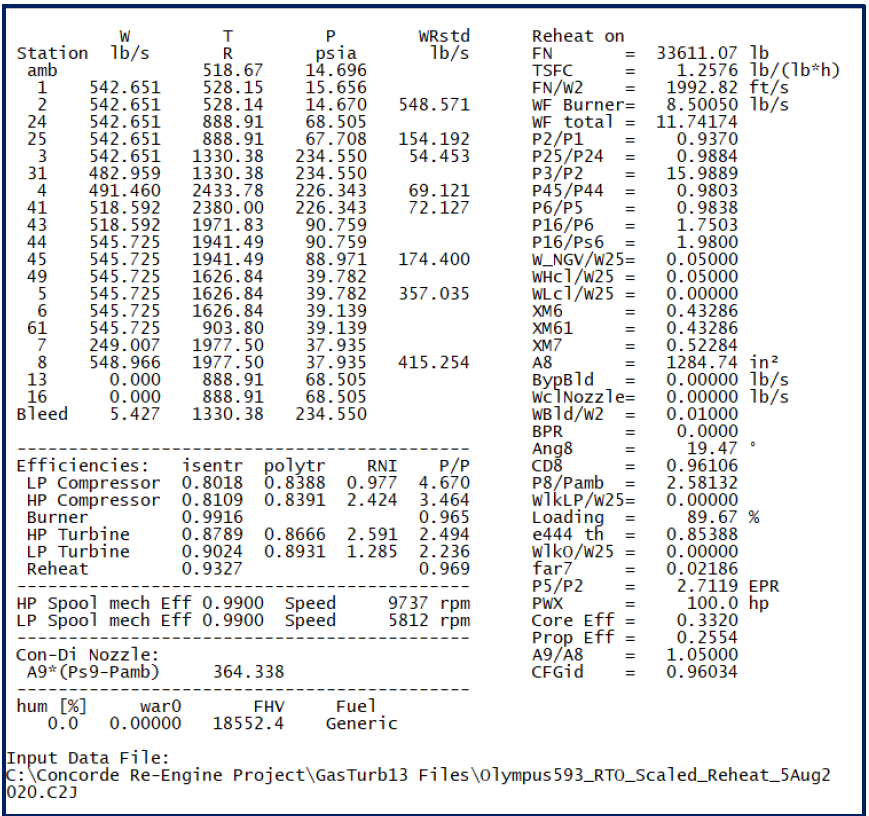 W        T        P        WRstd      Reheat on
Station lb/s      R       psia       lb/s      FN       =  33611.07 lb
 amb            518.67   14.696                TSFC     =    1.2576 lb/(lb*h)
  1   542.651   528.15   15.656                FN/W2    =   1992.82 ft/s
  2   542.651   528.14   14.670    548.571     WF Burner=   8.50050 lb/s
 24   542.651   888.91   68.505                WF total =  11.74174
 25   542.651   888.91   67.708    154.192     P2/P1    =    0.9370
  3   542.651  1330.38  234.550     54.453     P25/P24  =    0.9884
 31   482.959  1330.38  234.550                P3/P2    =   15.9889
  4   491.460  2433.78  226.343     69.121     P45/P44  =    0.9803
 41   518.592  2380.00  226.343     72.127     P6/P5    =    0.9838
 43   518.592  1971.83   90.759                P16/P6   =    1.7503
 44   545.725  1941.49   90.759                P16/Ps6  =    1.9800
 45   545.725  1941.49   88.971    174.400     W_NGV/W25=   0.05000
 49   545.725  1626.84   39.782                WHcl/W25 =   0.05000
  5   545.725  1626.84   39.782    357.035     WLcl/W25 =   0.00000
  6   545.725  1626.84   39.139                XM6      =   0.43286
 61   545.725   903.80   39.139                XM61     =   0.43286
  7   249.007  1977.50   37.935                XM7      =   0.52284
  8   548.966  1977.50   37.935    415.254     A8       =   1284.74 in²
 13     0.000   888.91   68.505                BypBld   =   0.00000 lb/s
 16     0.000   888.91   68.505                WclNozzle=   0.00000 lb/s
Bleed   5.427  1330.38  234.550                WBld/W2  =   0.01000
                                               BPR      =    0.0000
-------------------------------------------    Ang8     =     19.47 °
Efficiencies:   isentr  polytr   RNI    P/P    CD8      =   0.96106
 LP Compressor  0.8018  0.8388  0.977  4.670   P8/Pamb  =   2.58132
 HP Compressor  0.8109  0.8391  2.424  3.464   WlkLP/W25=   0.00000
 Burner         0.9916                 0.965   Loading  =     89.67 %
 HP Turbine     0.8789  0.8666  2.591  2.494   e444 th  =   0.85388
 LP Turbine     0.9024  0.8931  1.285  2.236   WlkO/W25 =   0.00000
 Reheat         0.9327                 0.969   far7     =   0.02186
-------------------------------------------    P5/P2    =    2.7119 EPR
HP Spool mech Eff 0.9900  Speed     9737 rpm   PWX      =     100.0 hp
LP Spool mech Eff 0.9900  Speed     5812 rpm   Core Eff =    0.3320
-------------------------------------------    Prop Eff =    0.2554
Con-Di Nozzle:                                 A9/A8    =   1.05000
 A9*(Ps9-Pamb)     364.338                     CFGid    =   0.96034
-------------------------------------------
hum [%]     war0       FHV     Fuel
   0.0   0.00000   18552.4    Generic
Input Data File:
C:\Concorde Re-Engine Project\GasTurb13 Files\Olympus593_RTO_Scaled_Reheat_5Aug2
020.C2J